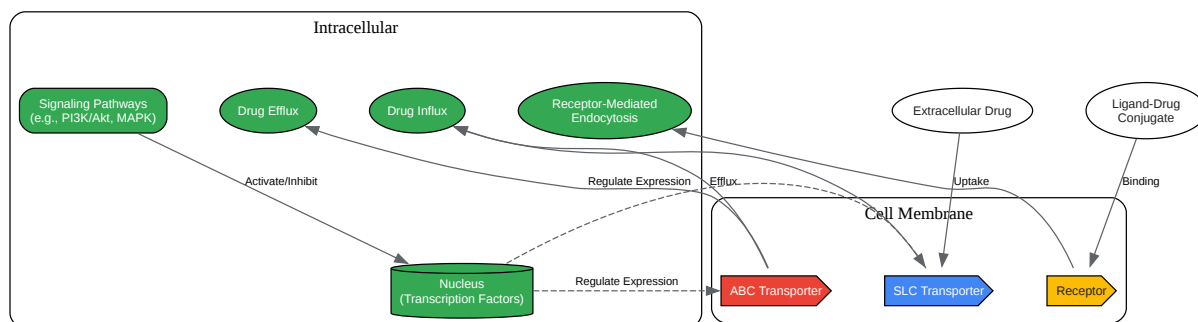 Intracellular
Signaling Pathways
(e.g., PI3K/Akt, MAPK)
Drug Efflux
Drug Influx
Receptor-Mediated
Endocytosis
Extracellular Drug
Ligand-Drug
Conjugate
Activate/Inhibit
Regulate Expression
Efflux
Uptake
Binding
Cell Membrane
Nucleus
(Transcription Factors)
Regulate Expression
ABC Transporter
SLC Transporter
Receptor